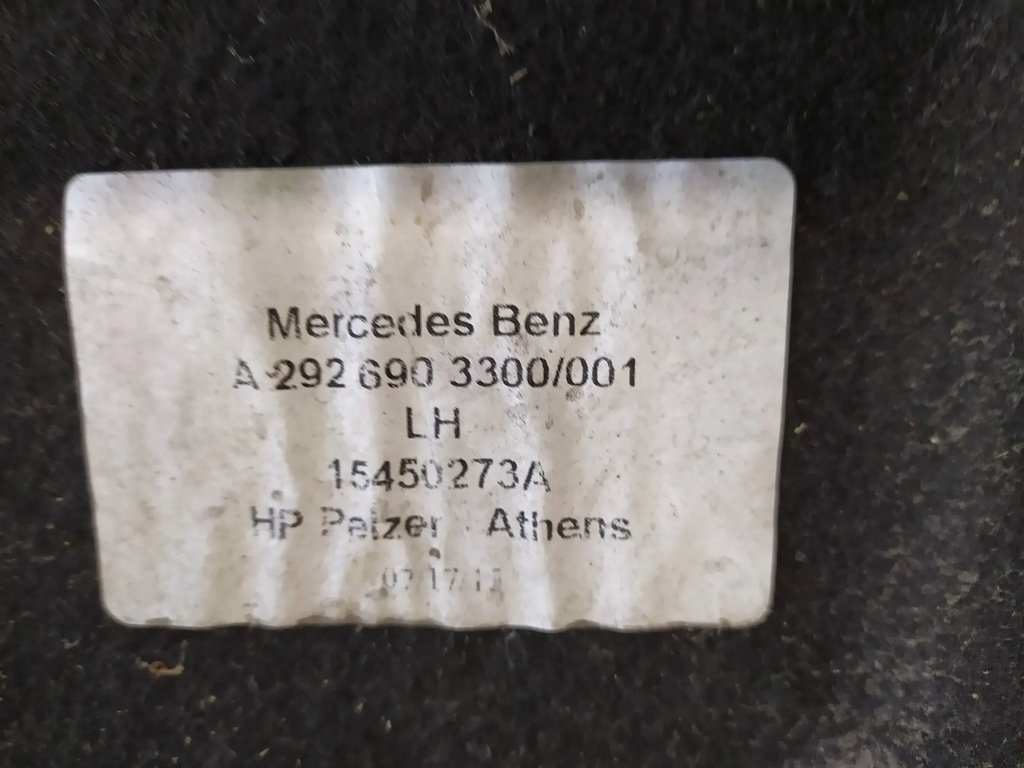 Mercedes Benz
A 292 690 3300/001
LH
15450273A
HP Pelzer Athens